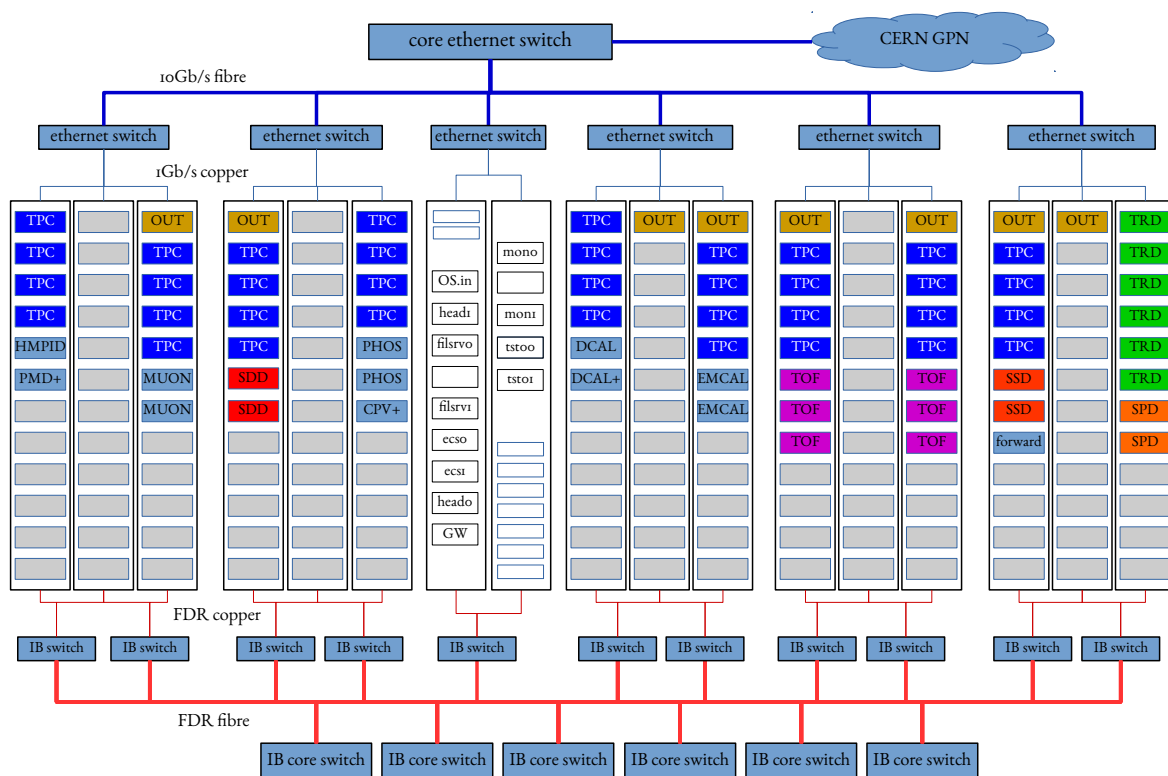 core ethernet switch
CERN GPN
10Gb/s fibre
ethernet switch ethernet switch ethernet switch ethernet switch ethernet switch ethernet switch
1Gb/s copper
TPC OUT OUT TPC TPC OUT OUT OUT OUT OUT OUT TRD
TPC TPC TPC TPC mon0 TPC TPC TPC TPC TPC TRD
TPC TPC TPC TPC OS.in TPC TPC TPC TPC TPC TRD
TPC TPC TPC TPC head1 mon1 TPC TPC TPC TPC TPC TRD
HMPID TPC TPC PHOS filsrv0 tst00 DCAL TPC TPC TPC TPC TRD
PMD+ MUON SDD PHOS tst01 DCAL+ EMCAL TOF TOF SSD TRD
MUON SDD CPV+ filsrv1 EMCAL TOF TOF SSD SPD
ecs0 TOF TOF forward SPD
ecs1
head0
GW
FDR copper
IB switch IB switch IB switch IB switch IB switch IB switch IB switch IB switch IB switch IB switch IB switch
FDR fibre
IB core switch IB core switch IB core switch IB core switch IB core switch IB core switch